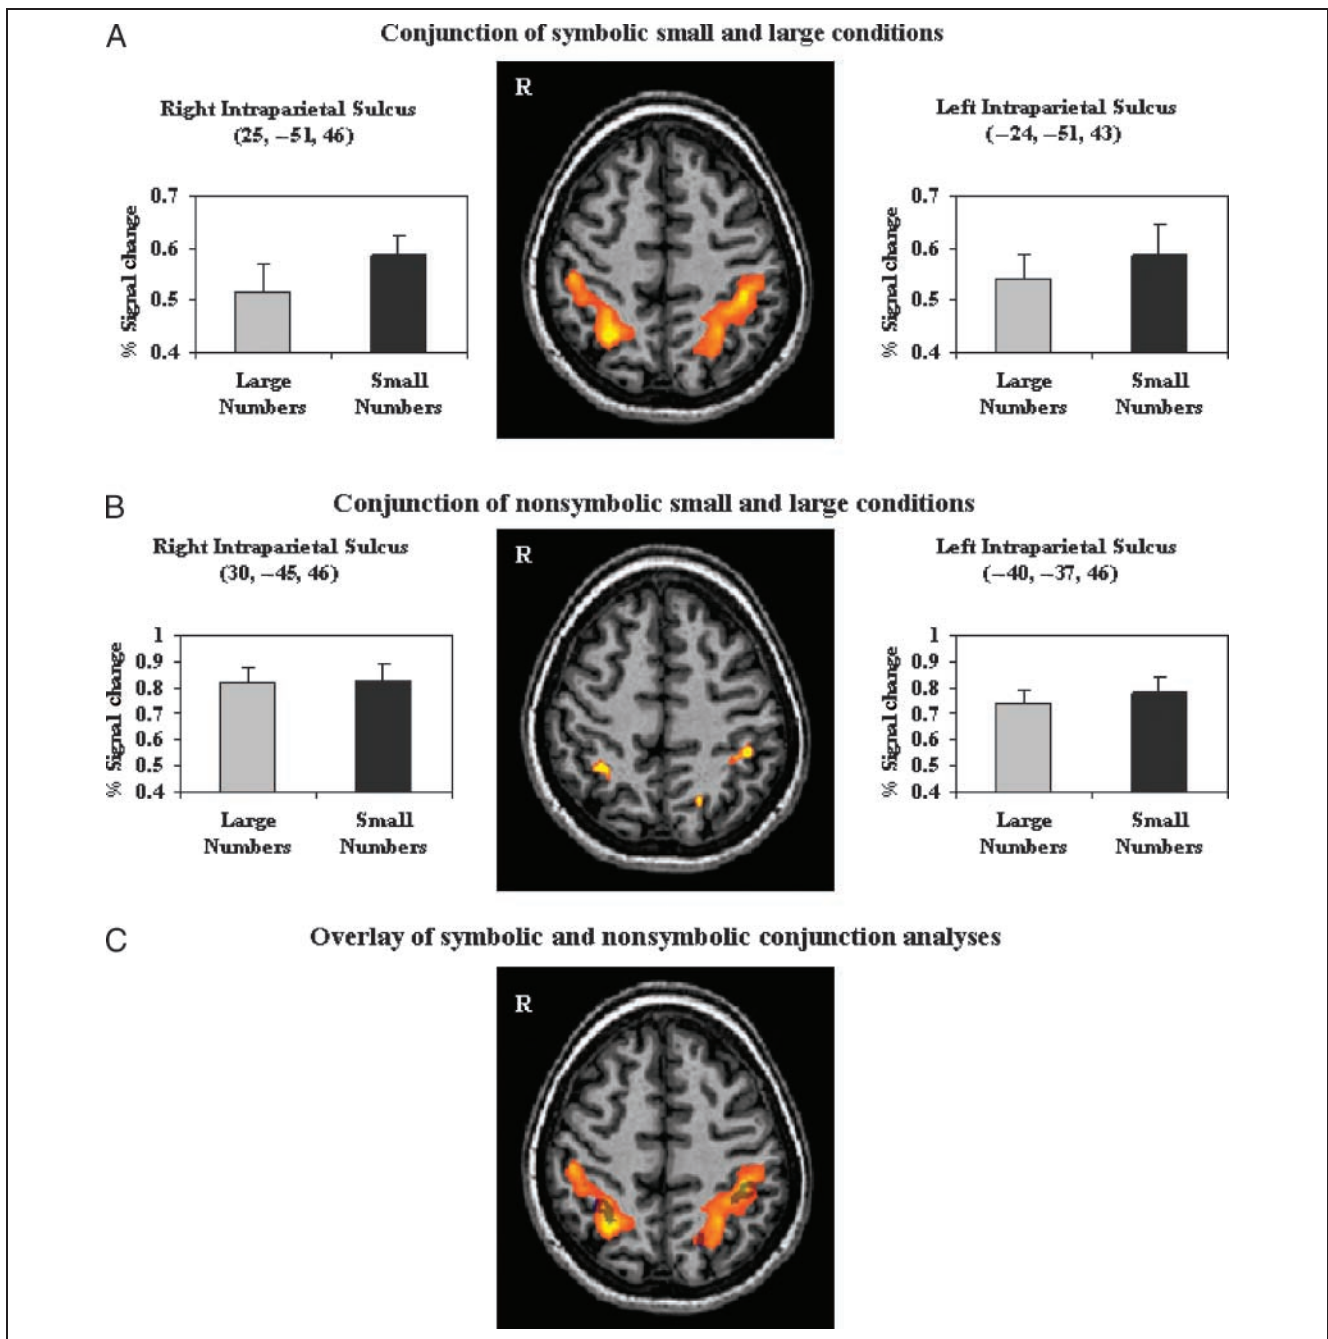 A
Conjunction of symbolic small and large conditions
Right Intraparietal Sulcus
(25, −51, 46)
% Signal change
0.7
0.6
0.5
0.4
Large
Numbers
Small
Numbers
R
Left Intraparietal Sulcus
(−24, −51, 43)
% Signal change
0.7
0.6
0.5
0.4
Large
Numbers
Small
Numbers
B
Conjunction of nonsymbolic small and large conditions
Right Intraparietal Sulcus
(30, −45, 46)
% Signal change
1
0.9
0.8
0.7
0.6
0.5
0.4
Large
Numbers
Small
Numbers
R
Left Intraparietal Sulcus
(−40, −37, 46)
% Signal change
1
0.9
0.8
0.7
0.6
0.5
0.4
Large
Numbers
Small
Numbers
C
Overlay of symbolic and nonsymbolic conjunction analyses
R